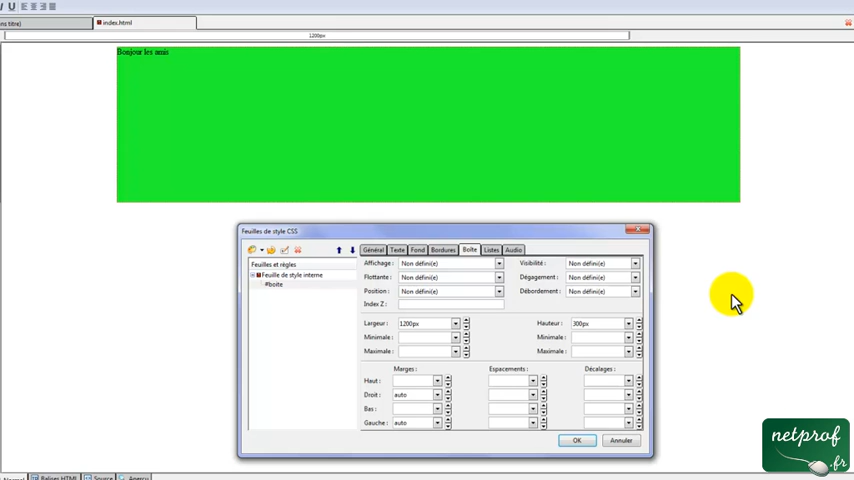 I U
ns titre)
index.html
1200px
Bonjour les amis
Feuilles de style CSS
Général Texte Fond Bordures Boîte Listes Audio
Feuilles et règles
Feuille de style interne
#boite
Affichage : Non défini(e) Visibilité : Non défini(e)
Flottante : Non défini(e) Dégagement : Non défini(e)
Position : Non défini(e) Débordement : Non défini(e)
Index Z :
Largeur : 1200px Hauteur : 300px
Minimale : Minimale :
Maximale : Maximale :
Marges : Espacements : Décalages :
Haut :
Droit : auto
Bas :
Gauche : auto
OK Annuler
netprof
.fr
Normal Balises HTML Source Aperçu